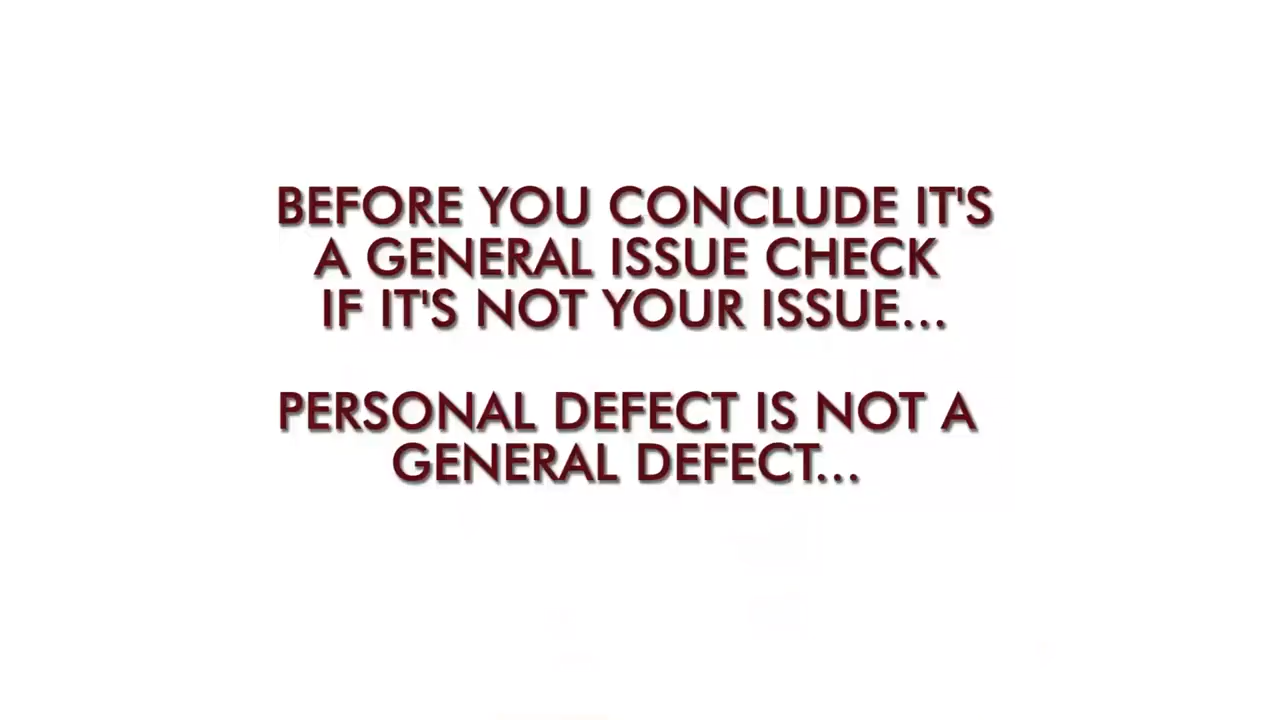 BEFORE YOU CONCLUDE IT'S
A GENERAL ISSUE CHECK
IF IT'S NOT YOUR ISSUE...
PERSONAL DEFECT IS NOT A
GENERAL DEFECT...